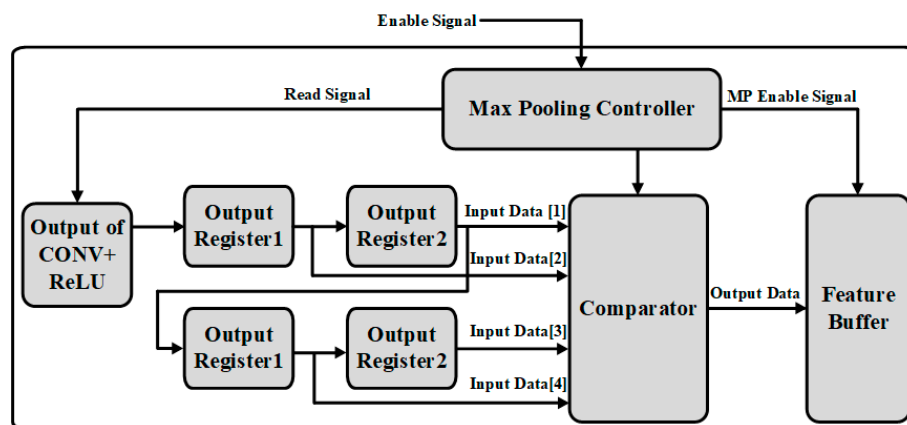 Enable Signal
Read Signal
Max Pooling Controller
MP Enable Signal
Output of
CONV+
ReLU
Output
Register1
Output
Register2
Input Data [1]
Input Data[2]
Output
Register1
Output
Register2
Input Data[3]
Input Data[4]
Comparator
Output Data
Feature
Buffer